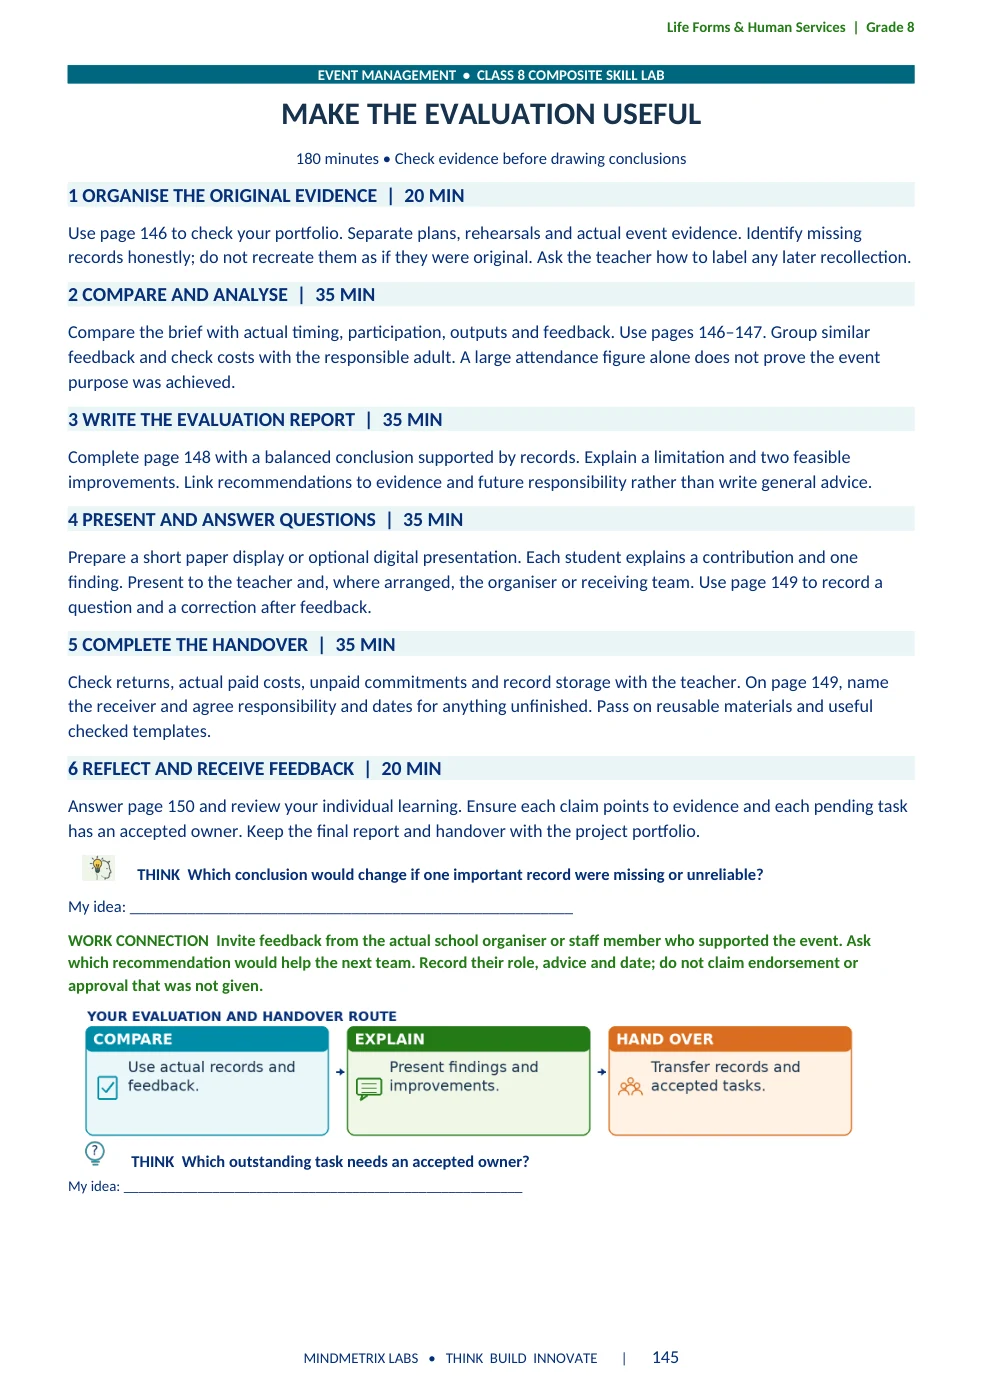 Life Forms & Human Services | Grade 8
EVENT MANAGEMENT ● CLASS 8 COMPOSITE SKILL LAB
MAKE THE EVALUATION USEFUL
180 minutes • Check evidence before drawing conclusions
1 ORGANISE THE ORIGINAL EVIDENCE | 20 MIN
Use page 146 to check your portfolio. Separate plans, rehearsals and actual event evidence. Identify missing
records honestly; do not recreate them as if they were original. Ask the teacher how to label any later recollection.
2 COMPARE AND ANALYSE | 35 MIN
Compare the brief with actual timing, participation, outputs and feedback. Use pages 146–147. Group similar
feedback and check costs with the responsible adult. A large attendance figure alone does not prove the event
purpose was achieved.
3 WRITE THE EVALUATION REPORT | 35 MIN
Complete page 148 with a balanced conclusion supported by records. Explain a limitation and two feasible
improvements. Link recommendations to evidence and future responsibility rather than write general advice.
4 PRESENT AND ANSWER QUESTIONS | 35 MIN
Prepare a short paper display or optional digital presentation. Each student explains a contribution and one
finding. Present to the teacher and, where arranged, the organiser or receiving team. Use page 149 to record a
question and a correction after feedback.
5 COMPLETE THE HANDOVER | 35 MIN
Check returns, actual paid costs, unpaid commitments and record storage with the teacher. On page 149, name
the receiver and agree responsibility and dates for anything unfinished. Pass on reusable materials and useful
checked templates.
6 REFLECT AND RECEIVE FEEDBACK | 20 MIN
Answer page 150 and review your individual learning. Ensure each claim points to evidence and each pending task
has an accepted owner. Keep the final report and handover with the project portfolio.
THINK Which conclusion would change if one important record were missing or unreliable?
My idea: ____________________________________________________
WORK CONNECTION Invite feedback from the actual school organiser or staff member who supported the event. Ask
which recommendation would help the next team. Record their role, advice and date; do not claim endorsement or
approval that was not given.
YOUR EVALUATION AND HANDOVER ROUTE
COMPARE
Use actual records and
feedback.
EXPLAIN
Present findings and
improvements.
HAND OVER
Transfer records and
accepted tasks.
THINK Which outstanding task needs an accepted owner?
My idea: ____________________________________________________
MINDMETRIX LABS ● THINK BUILD INNOVATE | 145